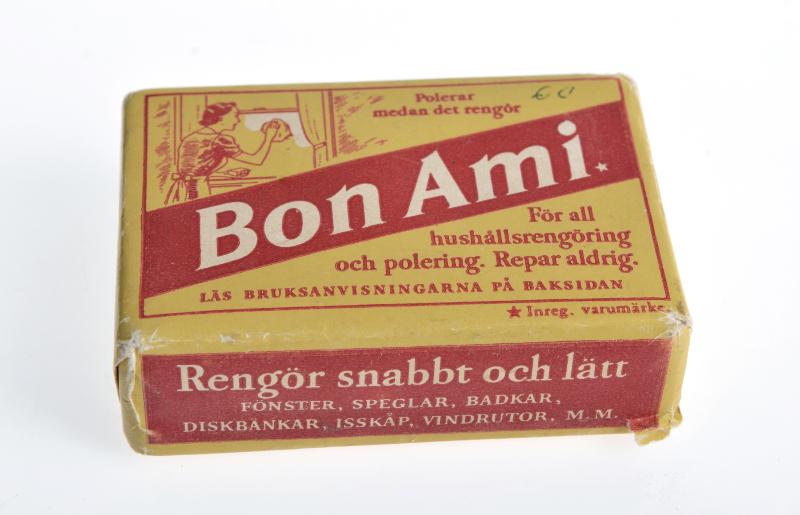 Polerar
medan det rengör
Bon Ami.
För all
hushållsrengöring
och polering. Repar aldrig.
LÄS BRUKSANVISNINGARNA PÅ BAKSIDAN
★ Inreg. varumärke.
Rengör snabbt och lätt
FÖNSTER, SPEGLAR, BADKAR,
DISKBÄNKAR, ISSKÅP, VINDRUTOR. M. M.